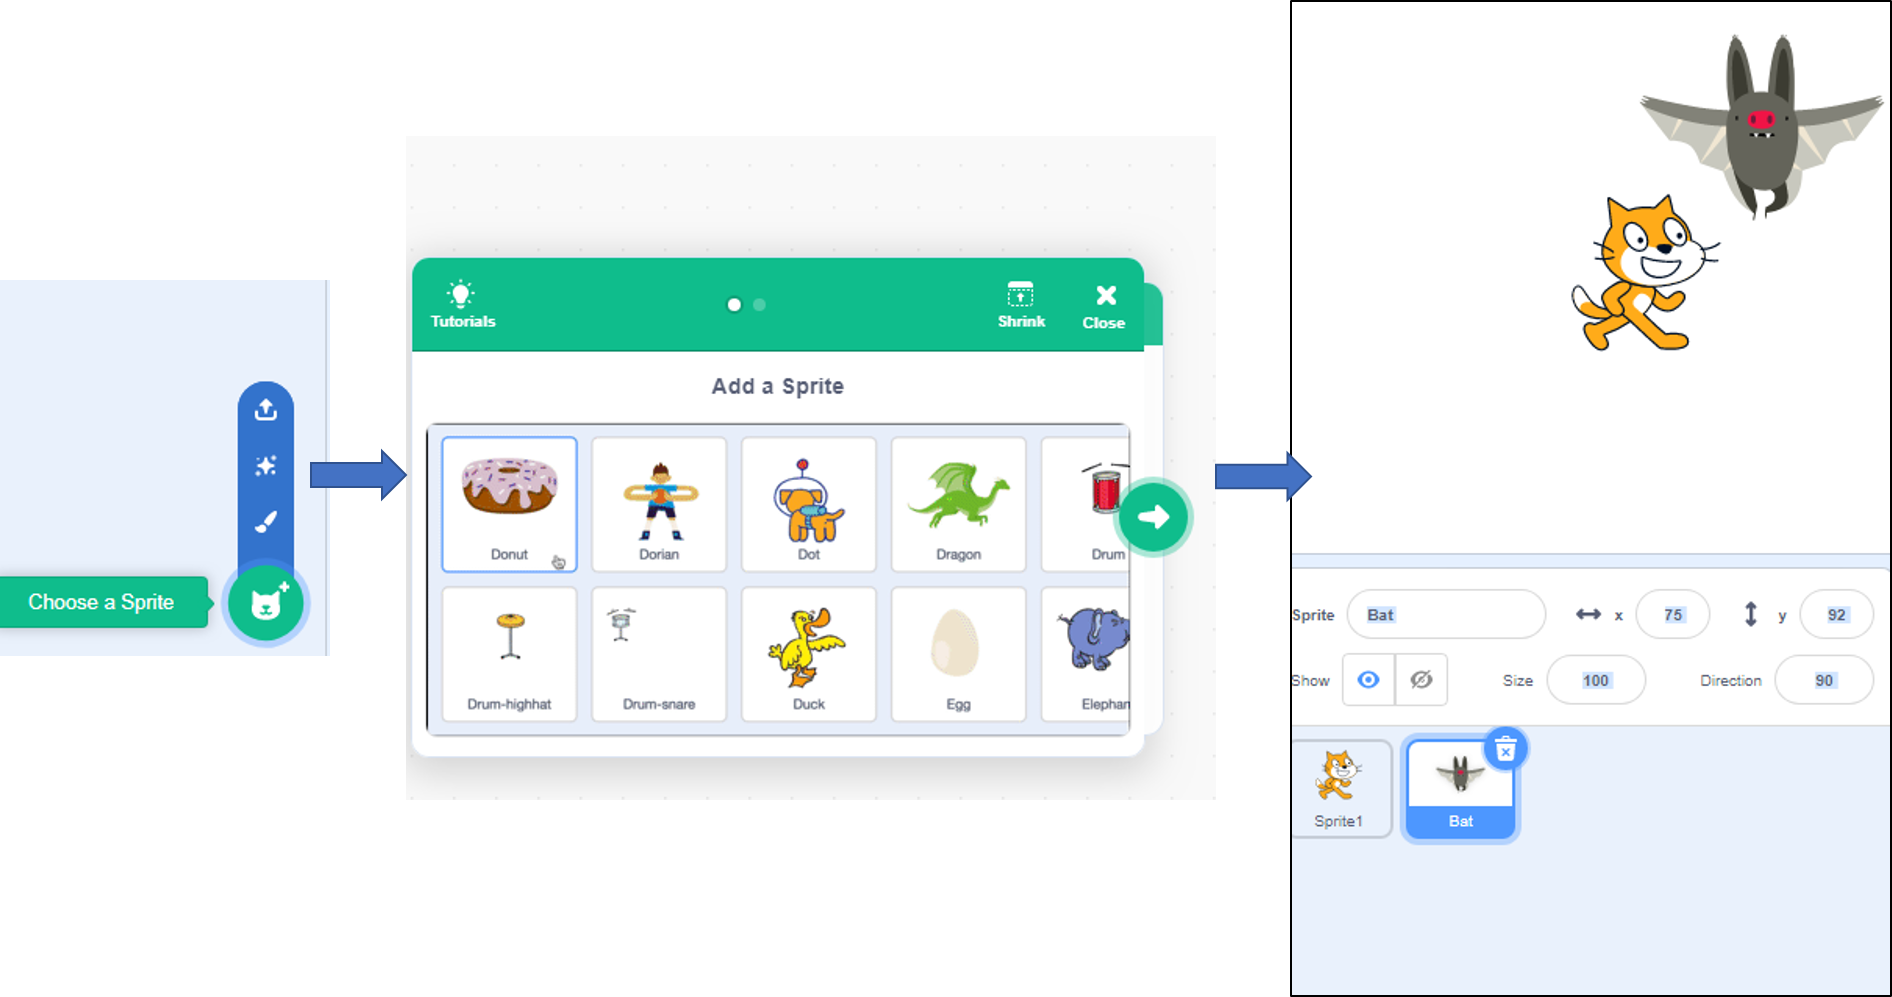 Choose a Sprite
Tutorials
Shrink
Close
Add a Sprite
Donut
Dorian
Dot
Dragon
Drum
Drum-highhat
Drum-snare
Duck
Egg
Elephan
Sprite Bat x 75 y 92
Show Size 100 Direction 90
Sprite1
Bat